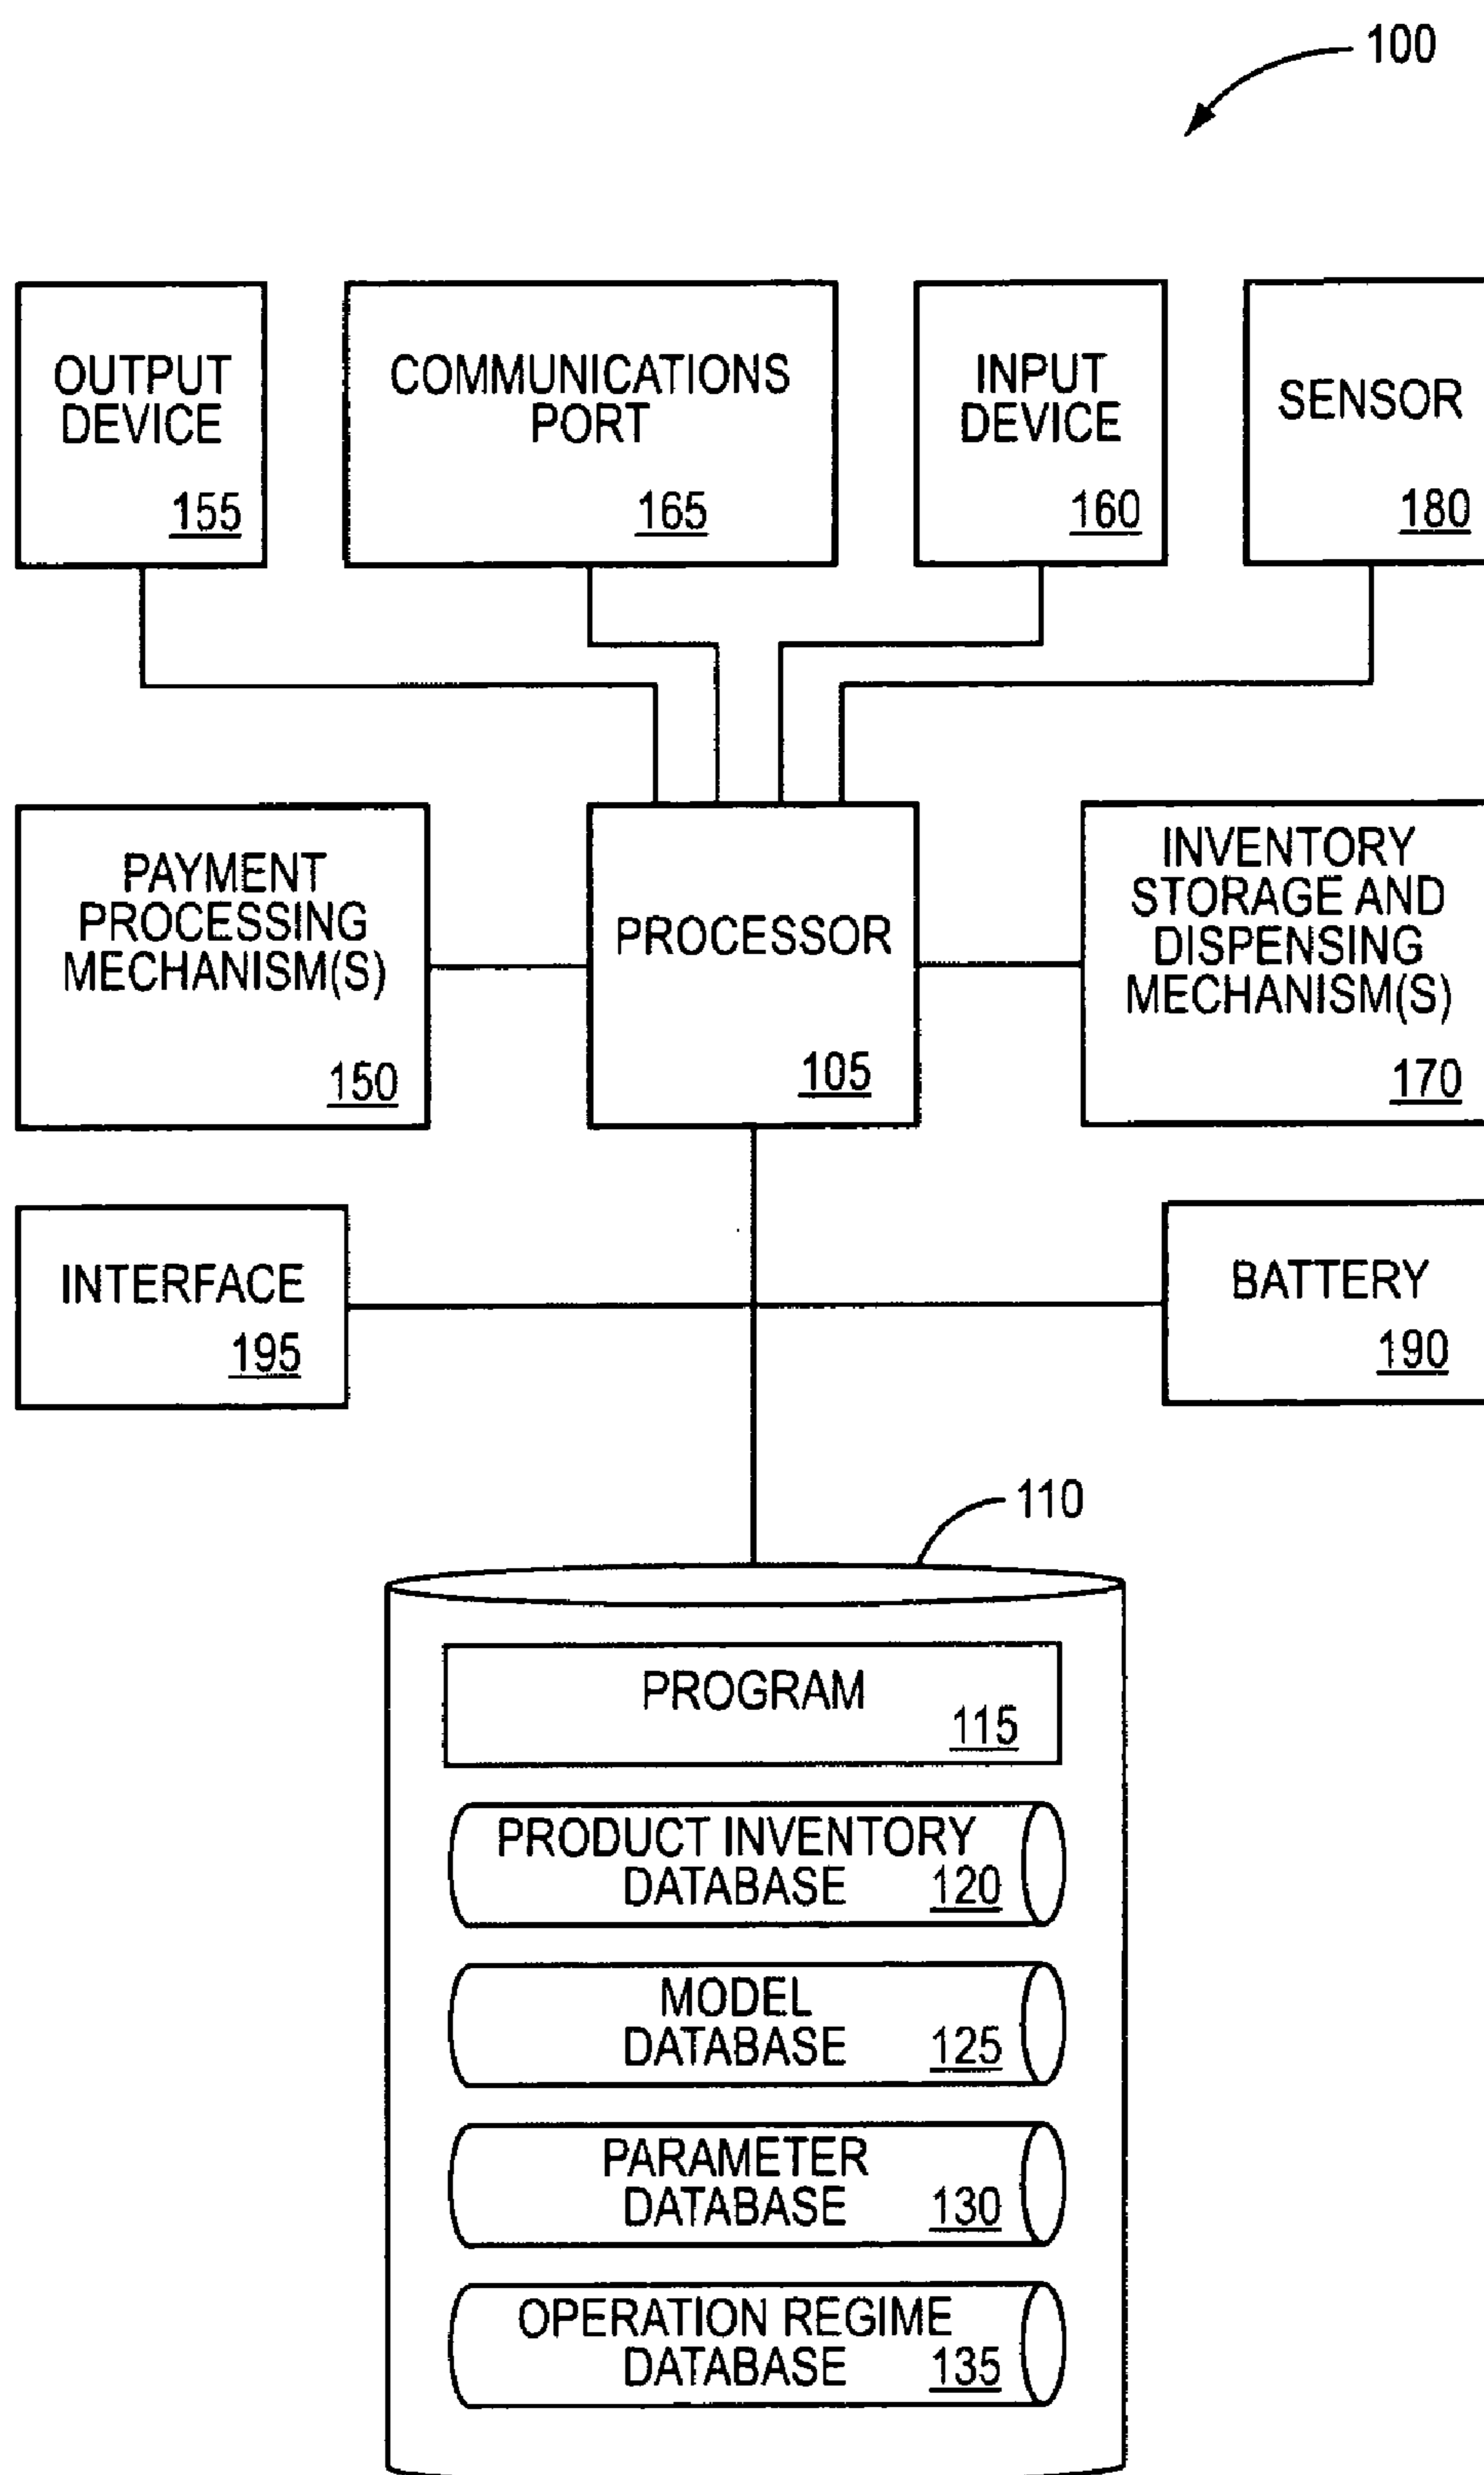 100
OUTPUT
DEVICE
155
COMMUNICATIONS
PORT
165
INPUT
DEVICE
160
SENSOR
180
PAYMENT
PROCESSING
MECHANISM(S)
150
PROCESSOR
105
INVENTORY
STORAGE AND
DISPENSING
MECHANISM(S)
170
INTERFACE
195
BATTERY
190
110
PROGRAM
115
PRODUCT INVENTORY
DATABASE 120
MODEL
DATABASE 125
PARAMETER
DATABASE 130
OPERATION REGIME
DATABASE 135